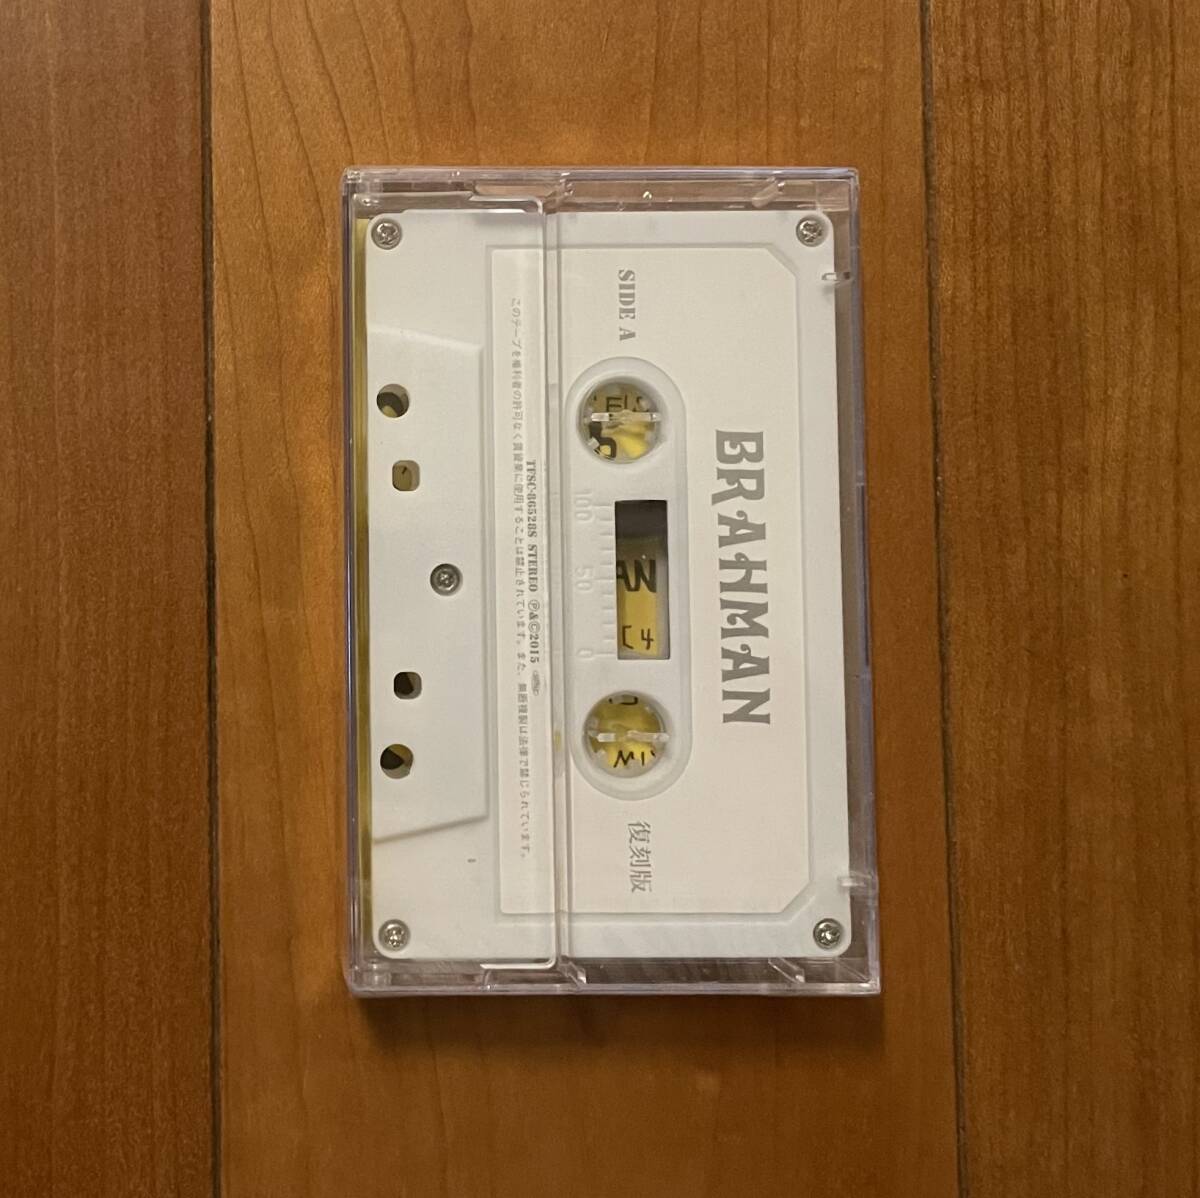 BRAHMAN
SIDE A
復刻版
100 50 0
AN
TFSC-86528S STEREO Ⓟ&Ⓒ2015
このテープを権利者の許可なく賃貸業に使用することは禁止されています。また、無断複製は法律で禁じられています。